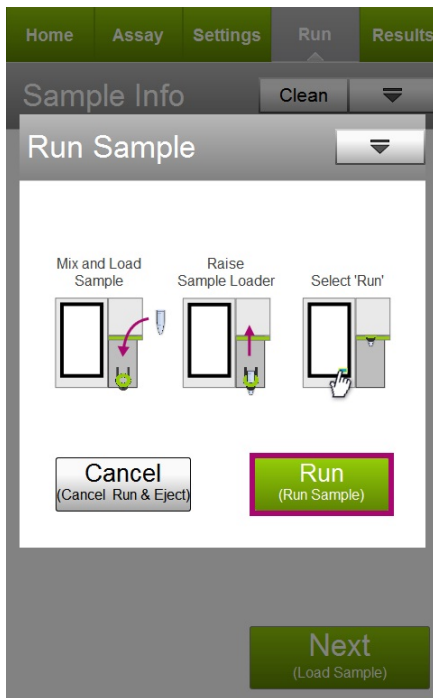 Home Assay Settings Run Results
Sample Info Clean
Run Sample
Mix and Load
Sample
Raise
Sample Loader
Select 'Run'
Cancel
(Cancel Run & Eject)
Run
(Run Sample)
Next
(Load Sample)